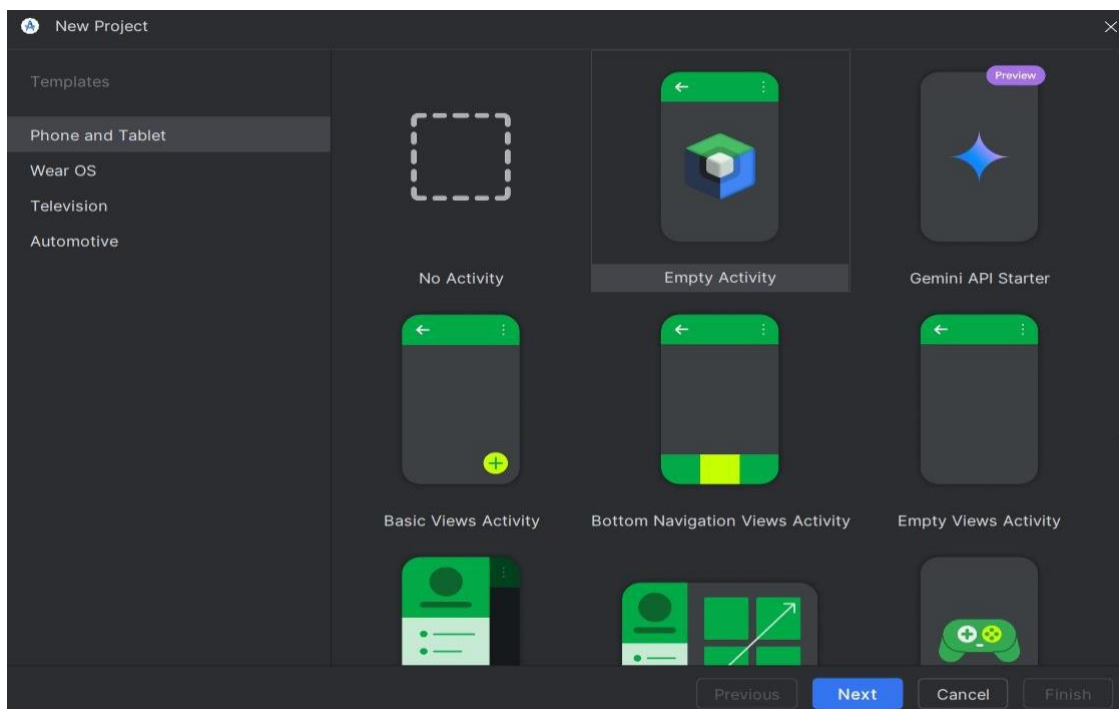 New Project
Templates
Phone and Tablet
Wear OS
Television
Automotive
No Activity
Empty Activity
Preview
Gemini API Starter
Basic Views Activity
Bottom Navigation Views Activity
Empty Views Activity
Previous
Next
Cancel
Finish